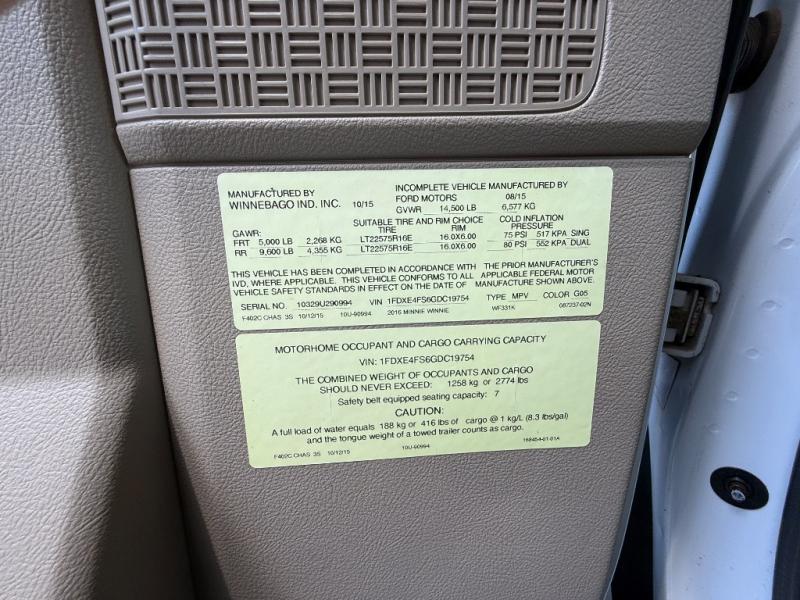 MANUFACTURED BY
WINNEBAGO IND. INC. 10/15
INCOMPLETE VEHICLE MANUFACTURED BY
FORD MOTORS 08/15
GVWR 14,500 LB 6,577 KG
SUITABLE TIRE AND RIM CHOICE
COLD INFLATION
GAWR: TIRE RIM PRESSURE
FRT 5,000 LB 2,268 KG LT22575R16E 16.0X6.00 75 PSI 517 KPA SING
RR 9,600 LB 4,355 KG LT22575R16E 16.0X6.00 80 PSI 552 KPA DUAL
THIS VEHICLE HAS BEEN COMPLETED IN ACCORDANCE WITH THE PRIOR MANUFACTURER'S
IVD, WHERE APPLICABLE. THIS VEHICLE CONFORMS TO ALL APPLICABLE FEDERAL MOTOR
VEHICLE SAFETY STANDARDS IN EFFECT ON THE DATE OF MANUFACTURE SHOWN ABOVE.
SERIAL NO. 10329U290994 VIN 1FDXE4FS6GDC19754 TYPE MPV COLOR G05
F402C CHAS 3S 10/12/15 10U-90994 2016 MINNIE WINNIE WF331K 087237-02N
MOTORHOME OCCUPANT AND CARGO CARRYING CAPACITY
VIN: 1FDXE4FS6GDC19754
THE COMBINED WEIGHT OF OCCUPANTS AND CARGO
SHOULD NEVER EXCEED: 1258 kg or 2774 lbs
Safety belt equipped seating capacity: 7
CAUTION:
A full load of water equals 188 kg or 416 lbs of cargo @ 1 kg/L (8.3 lbs/gal)
and the tongue weight of a towed trailer counts as cargo.
F402C CHAS 3S 10/12/15 10U-90994 168454-01-01A